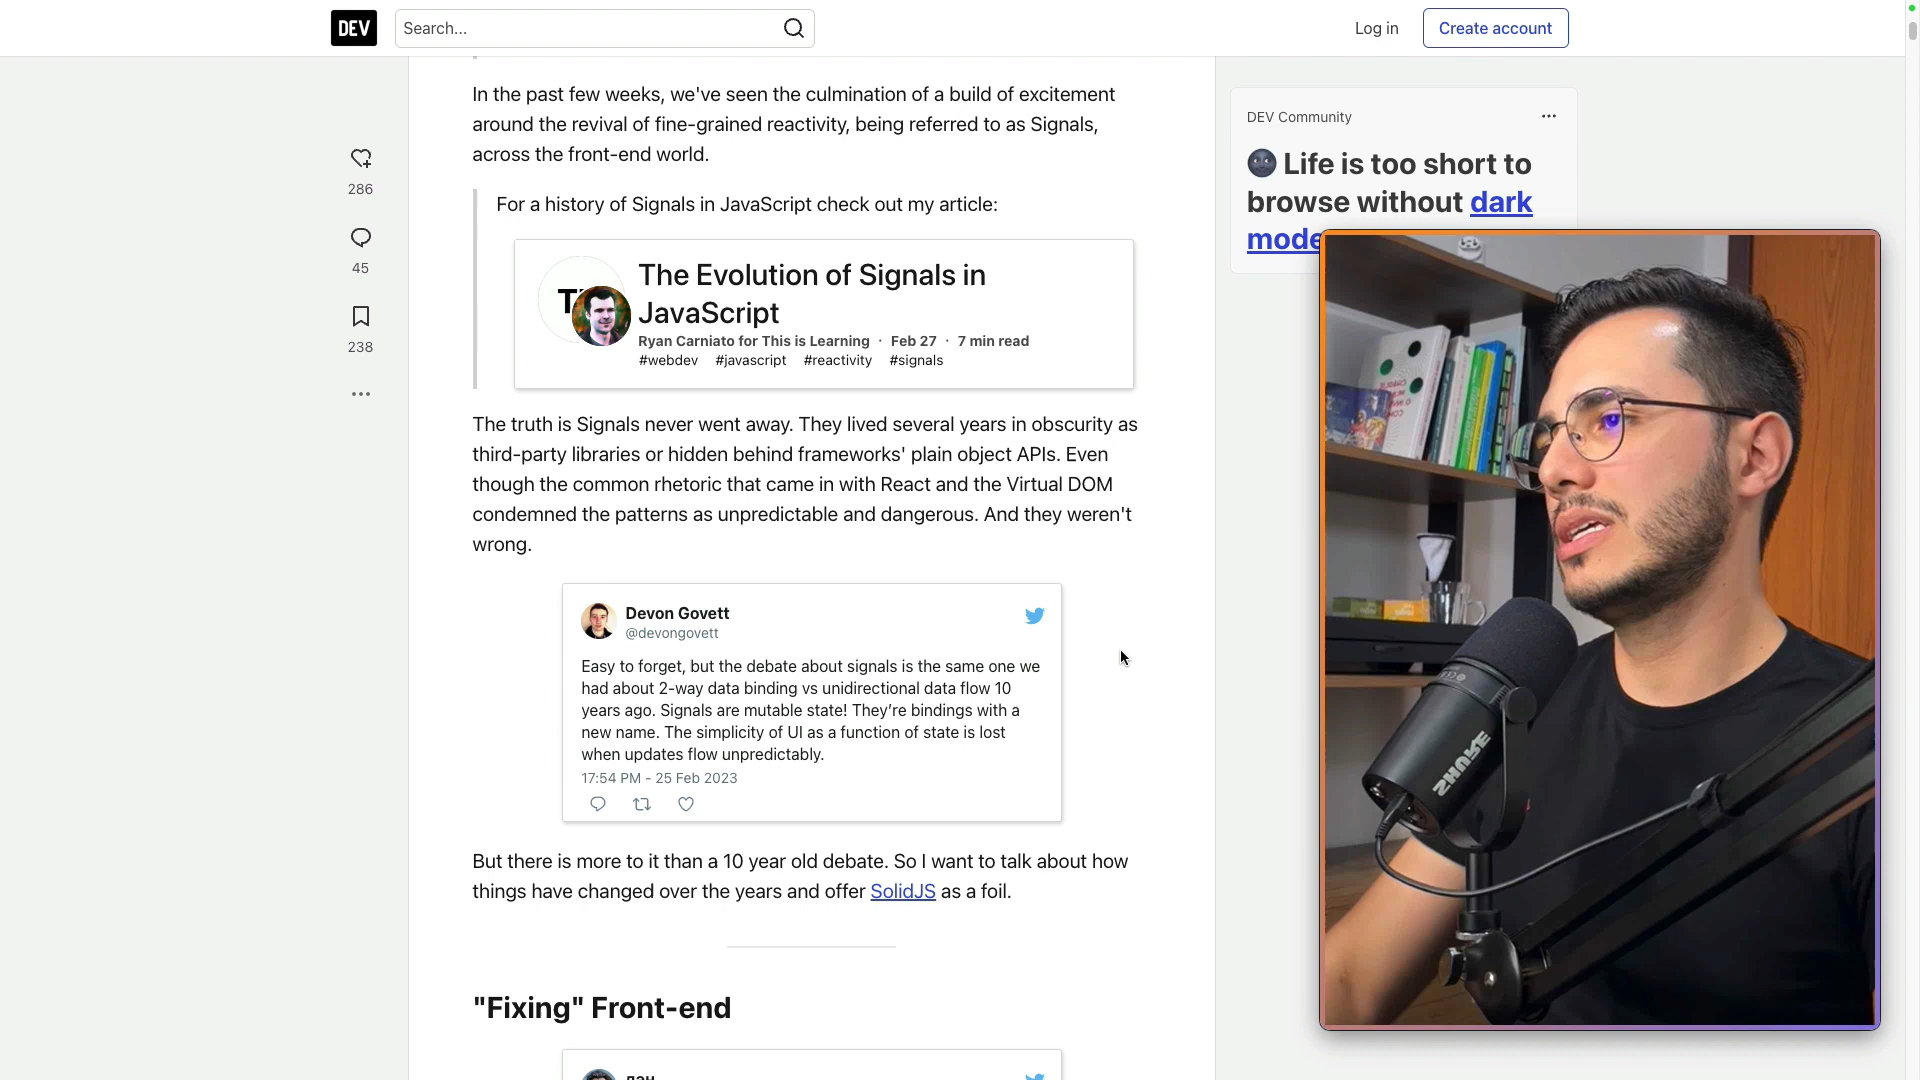 DEV
Search...
Log in
Create account
In the past few weeks, we've seen the culmination of a build of excitement
around the revival of fine-grained reactivity, being referred to as Signals,
across the front-end world.
286
45
238
For a history of Signals in JavaScript check out my article:
The Evolution of Signals in
JavaScript
Ryan Carniato for This is Learning · Feb 27 · 7 min read
#webdev #javascript #reactivity #signals
The truth is Signals never went away. They lived several years in obscurity as
third-party libraries or hidden behind frameworks' plain object APIs. Even
though the common rhetoric that came in with React and the Virtual DOM
condemned the patterns as unpredictable and dangerous. And they weren't
wrong.
Devon Govett
@devongovett
Easy to forget, but the debate about signals is the same one we
had about 2-way data binding vs unidirectional data flow 10
years ago. Signals are mutable state! They’re bindings with a
new name. The simplicity of UI as a function of state is lost
when updates flow unpredictably.
17:54 PM - 25 Feb 2023
But there is more to it than a 10 year old debate. So I want to talk about how
things have changed over the years and offer SolidJS as a foil.
"Fixing" Front-end
DEV Community
🌚 Life is too short to
browse without dark
mode
SHURE